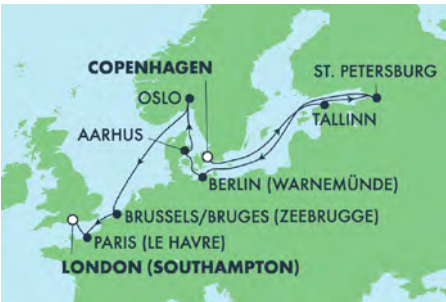 COPENHAGEN
ST. PETERSBURG
OSLO
TALLINN
AARHUS
BERLIN (WARNEMÜNDE)
BRUSSELS/BRUGES (ZEEBRUGGE)
PARIS (LE HAVRE)
LONDON (SOUTHAMPTON)